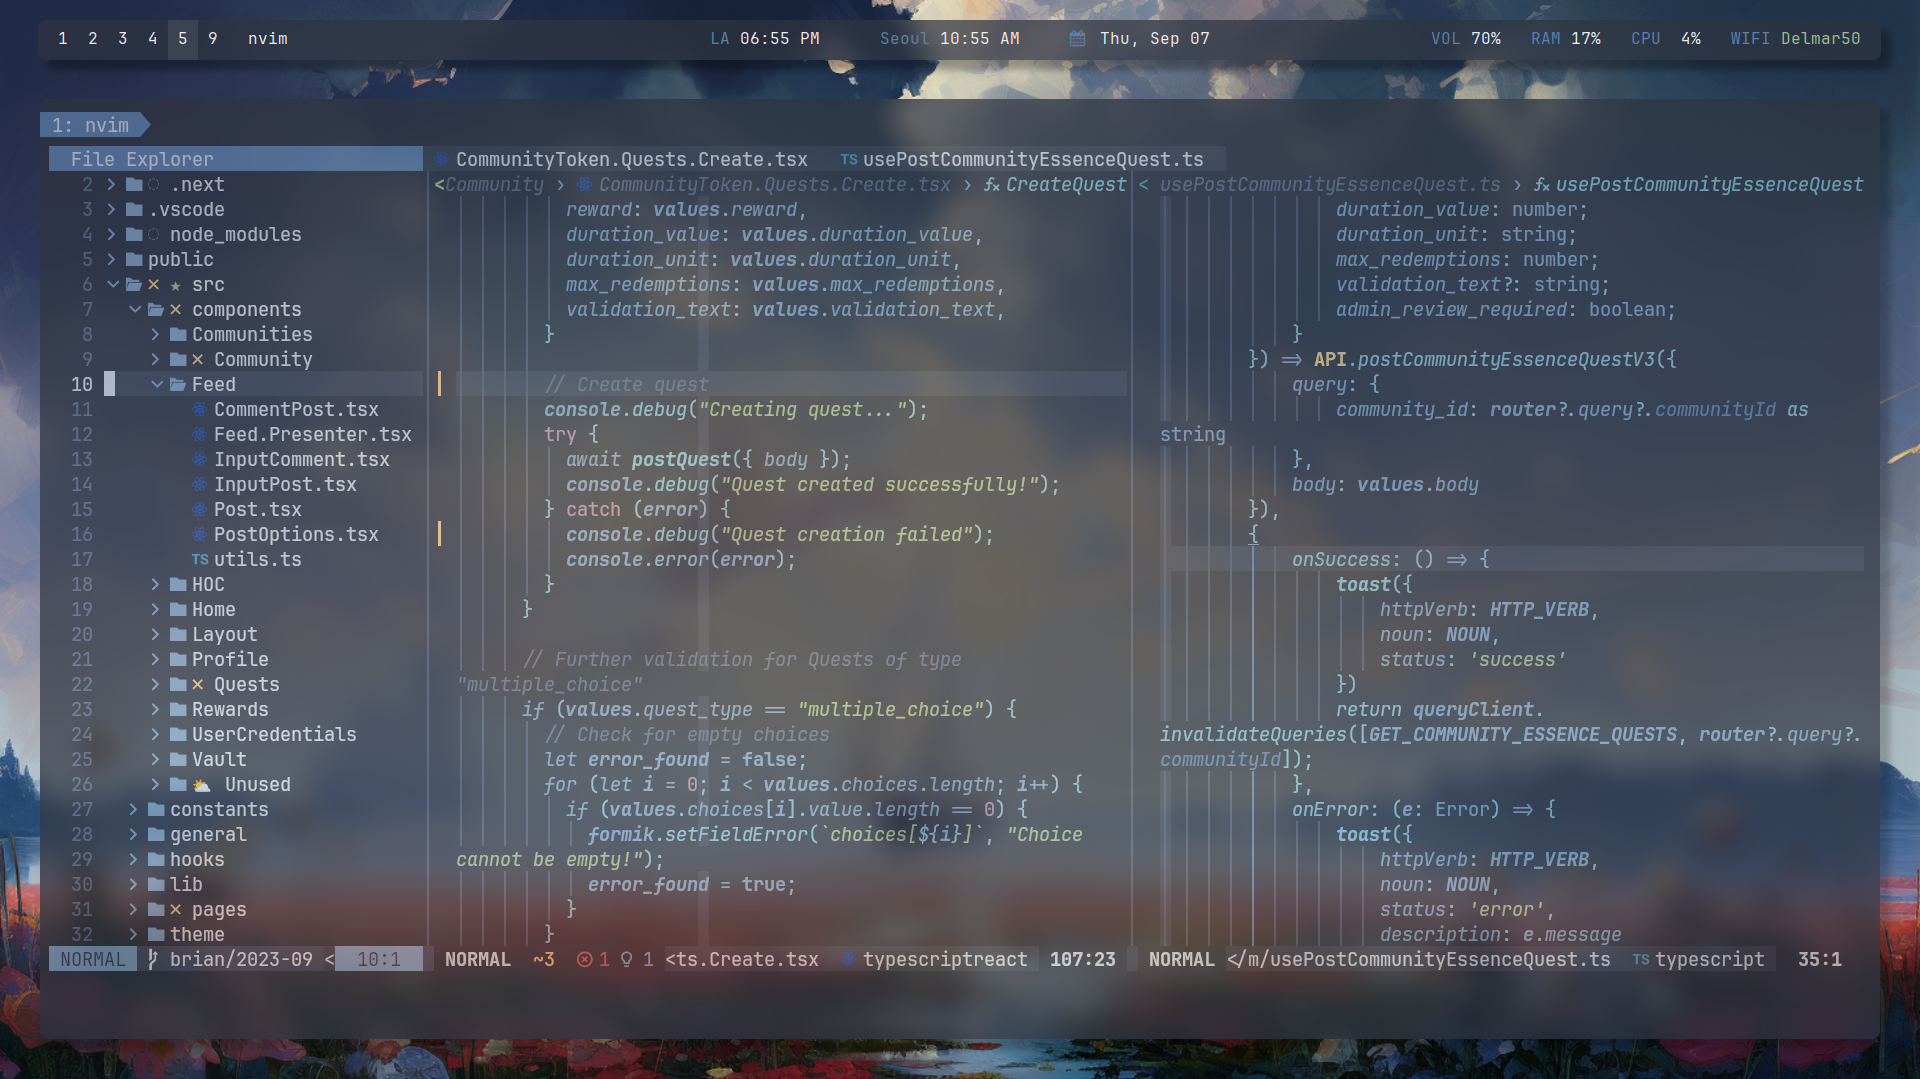 1 2 3 4 5 9 nvim LA 06:55 PM Seoul 10:55 AM Thu, Sep 07 VOL 70% RAM 17% CPU 4% WIFI Delmar50
1: nvim
File Explorer
2 .next
3 .vscode
4 node_modules
5 public
6 src
7 components
8 Communities
9 Community
10 Feed
11 CommentPost.tsx
12 Feed.Presenter.tsx
13 InputComment.tsx
14 InputPost.tsx
15 Post.tsx
16 PostOptions.tsx
17 TS utils.ts
18 HOC
19 Home
20 Layout
21 Profile
22 Quests
23 Rewards
24 UserCredentials
25 Vault
26 Unused
27 constants
28 general
29 hooks
30 lib
31 pages
32 theme
NORMAL brian/2023-09 < 10:1
CommunityToken.Quests.Create.tsx TS usePostCommunityEssenceQuest.ts
<Community › CommunityToken.Quests.Create.tsx › fx CreateQuest
reward: values.reward,
duration_value: values.duration_value,
duration_unit: values.duration_unit,
max_redemptions: values.max_redemptions,
validation_text: values.validation_text,
}
// Create quest
console.debug("Creating quest...");
try {
await postQuest({ body });
console.debug("Quest created successfully!");
} catch (error) {
console.debug("Quest creation failed");
console.error(error);
}
}
// Further validation for Quests of type
"multiple_choice"
if (values.quest_type == "multiple_choice") {
// Check for empty choices
let error_found = false;
for (let i = 0; i < values.choices.length; i++) {
if (values.choices[i].value.length == 0) {
formik.setFieldError(`choices[${i}]`, "Choice
cannot be empty!");
error_found = true;
}
}
NORMAL ~3 1 1 <ts.Create.tsx typescriptreact 107:23
< usePostCommunityEssenceQuest.ts › fx usePostCommunityEssenceQuest
duration_value: number;
duration_unit: string;
max_redemptions: number;
validation_text?: string;
admin_review_required: boolean;
}
}) => API.postCommunityEssenceQuestV3({
query: {
community_id: router?.query?.communityId as
string
},
body: values.body
}),
{
onSuccess: () => {
toast({
httpVerb: HTTP_VERB,
noun: NOUN,
status: 'success'
})
return queryClient.
invalidateQueries([GET_COMMUNITY_ESSENCE_QUESTS, router?.query?.
communityId]);
},
onError: (e: Error) => {
toast({
httpVerb: HTTP_VERB,
noun: NOUN,
status: 'error',
description: e.message
NORMAL </m/usePostCommunityEssenceQuest.ts TS typescript 35:1